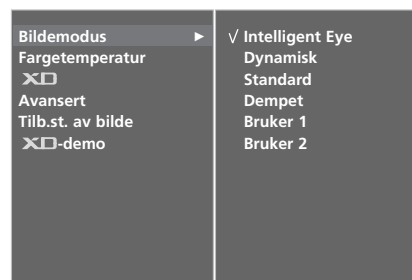 Bildemodus ►
Fargetemperatur
XD
Avansert
Tilb.st. av bilde
XD-demo
√ Intelligent Eye
Dynamisk
Standard
Dempet
Bruker 1
Bruker 2